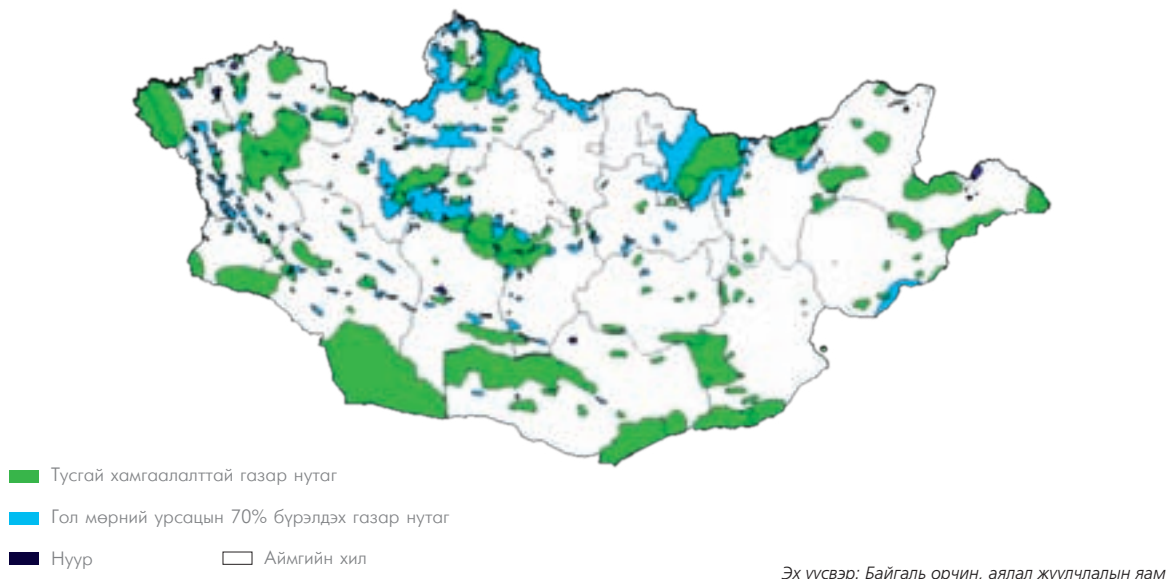 Тусгай хамгаалалттай газар нутаг
Гол мөрний урсацын 70% бүрэлдэх газар нутаг
Нуур Аймгийн хил
Эх үүсвэр: Байгаль орчин, аялал жуулчлалын яам